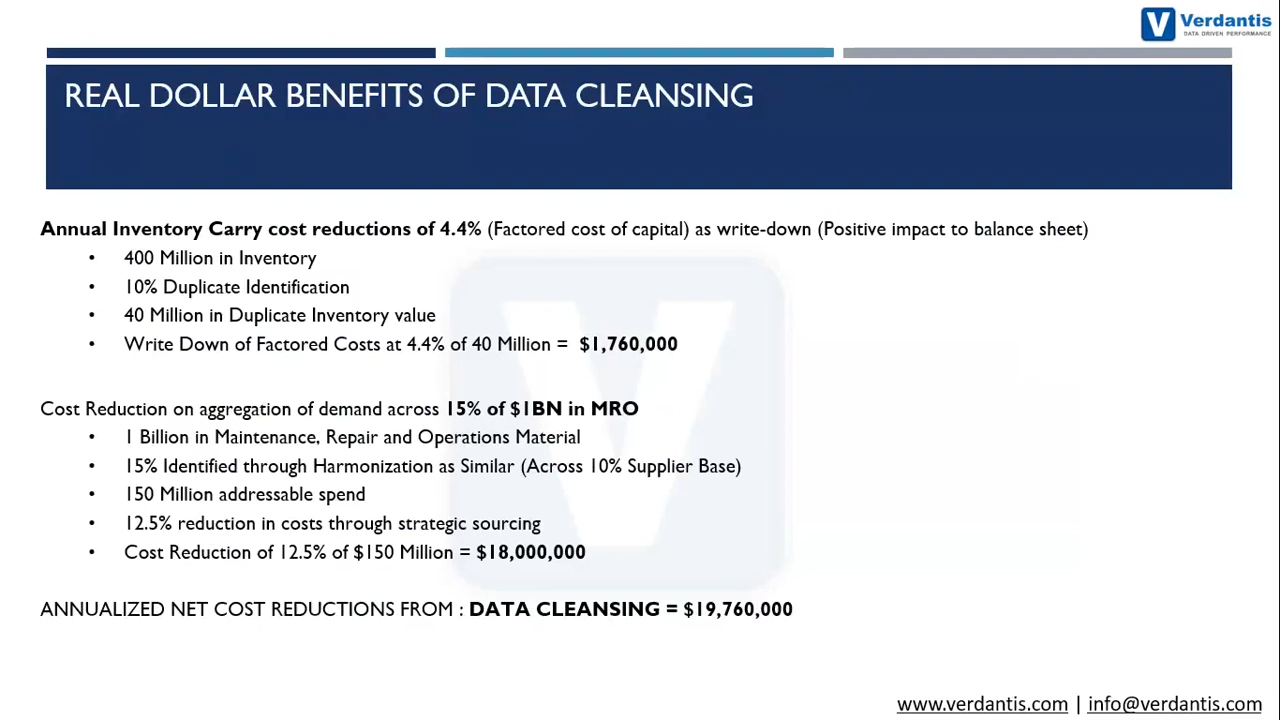 Verdantis
DATA DRIVEN PERFORMANCE
REAL DOLLAR BENEFITS OF DATA CLEANSING
Annual Inventory Carry cost reductions of 4.4% (Factored cost of capital) as write-down (Positive impact to balance sheet)
• 400 Million in Inventory
• 10% Duplicate Identification
• 40 Million in Duplicate Inventory value
• Write Down of Factored Costs at 4.4% of 40 Million = $1,760,000
Cost Reduction on aggregation of demand across 15% of $1BN in MRO
• 1 Billion in Maintenance, Repair and Operations Material
• 15% Identified through Harmonization as Similar (Across 10% Supplier Base)
• 150 Million addressable spend
• 12.5% reduction in costs through strategic sourcing
• Cost Reduction of 12.5% of $150 Million = $18,000,000
ANNUALIZED NET COST REDUCTIONS FROM : DATA CLEANSING = $19,760,000
www.verdantis.com | info@verdantis.com